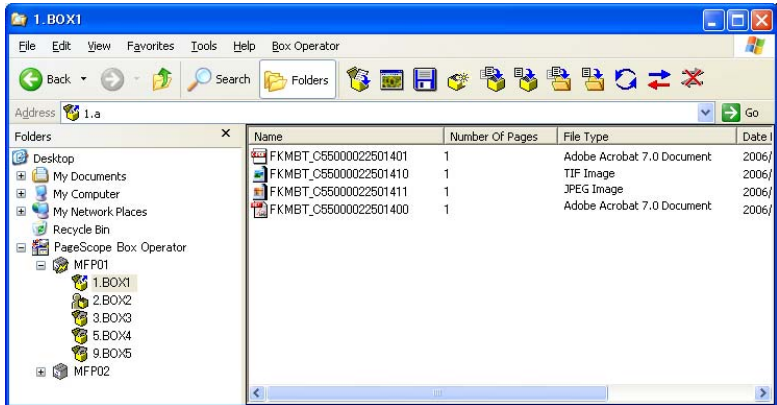 1.BOX1
File Edit View Favorites Tools Help Box Operator
Back Search Folders
Address 1.a Go
Folders x Name Number Of Pages File Type Date
Desktop FKMBT_C55000022501401 1 Adobe Acrobat 7.0 Document 2006/
My Documents FKMBT_C55000022501410 1 TIF Image 2006/
My Computer FKMBT_C55000022501411 1 JPEG Image 2006/
My Network Places FKMBT_C55000022501400 1 Adobe Acrobat 7.0 Document 2006/
Recycle Bin
PageScope Box Operator
MFP01
1.BOX1
2.BOX2
3.BOX3
5.BOX4
9.BOX5
MFP02